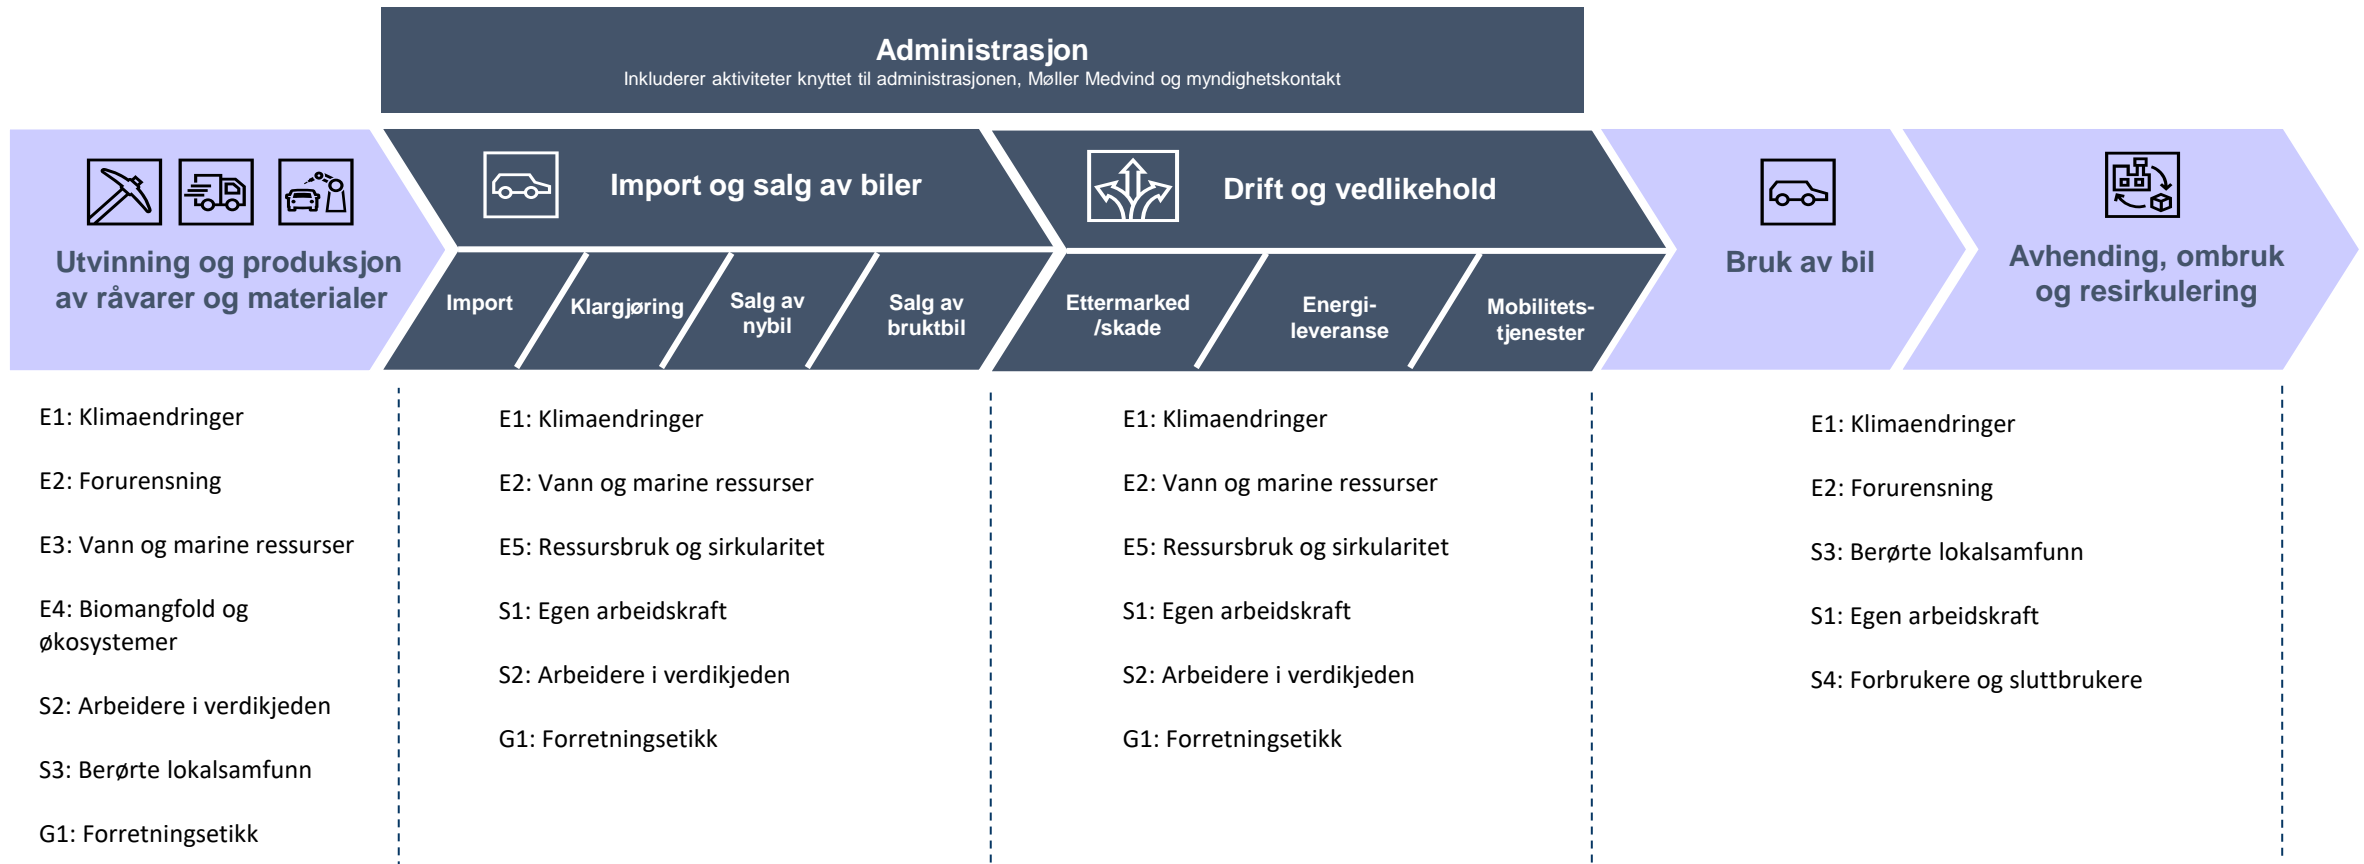 Administrasjon
Inkluderer aktiviteter knyttet til administrasjonen, Møller Medvind og myndighetskontakt
Utvinning og produksjon
av råvarer og materialer
Import og salg av biler
Import
Klargjøring
Salg av
nybil
Salg av
bruktbil
Drift og vedlikehold
Ettermarked
/skade
Energi-
leveranse
Mobilitets-
tjenester
Bruk av bil
Avhending, ombruk
og resirkulering
E1: Klimaendringer
E2: Forurensning
E3: Vann og marine ressurser
E4: Biomangfold og
økosystemer
S2: Arbeidere i verdikjeden
S3: Berørte lokalsamfunn
G1: Forretningsetikk
E1: Klimaendringer
E2: Vann og marine ressurser
E5: Ressursbruk og sirkularitet
S1: Egen arbeidskraft
S2: Arbeidere i verdikjeden
G1: Forretningsetikk
E1: Klimaendringer
E2: Vann og marine ressurser
E5: Ressursbruk og sirkularitet
S1: Egen arbeidskraft
S2: Arbeidere i verdikjeden
G1: Forretningsetikk
E1: Klimaendringer
E2: Forurensning
S3: Berørte lokalsamfunn
S1: Egen arbeidskraft
S4: Forbrukere og sluttbrukere